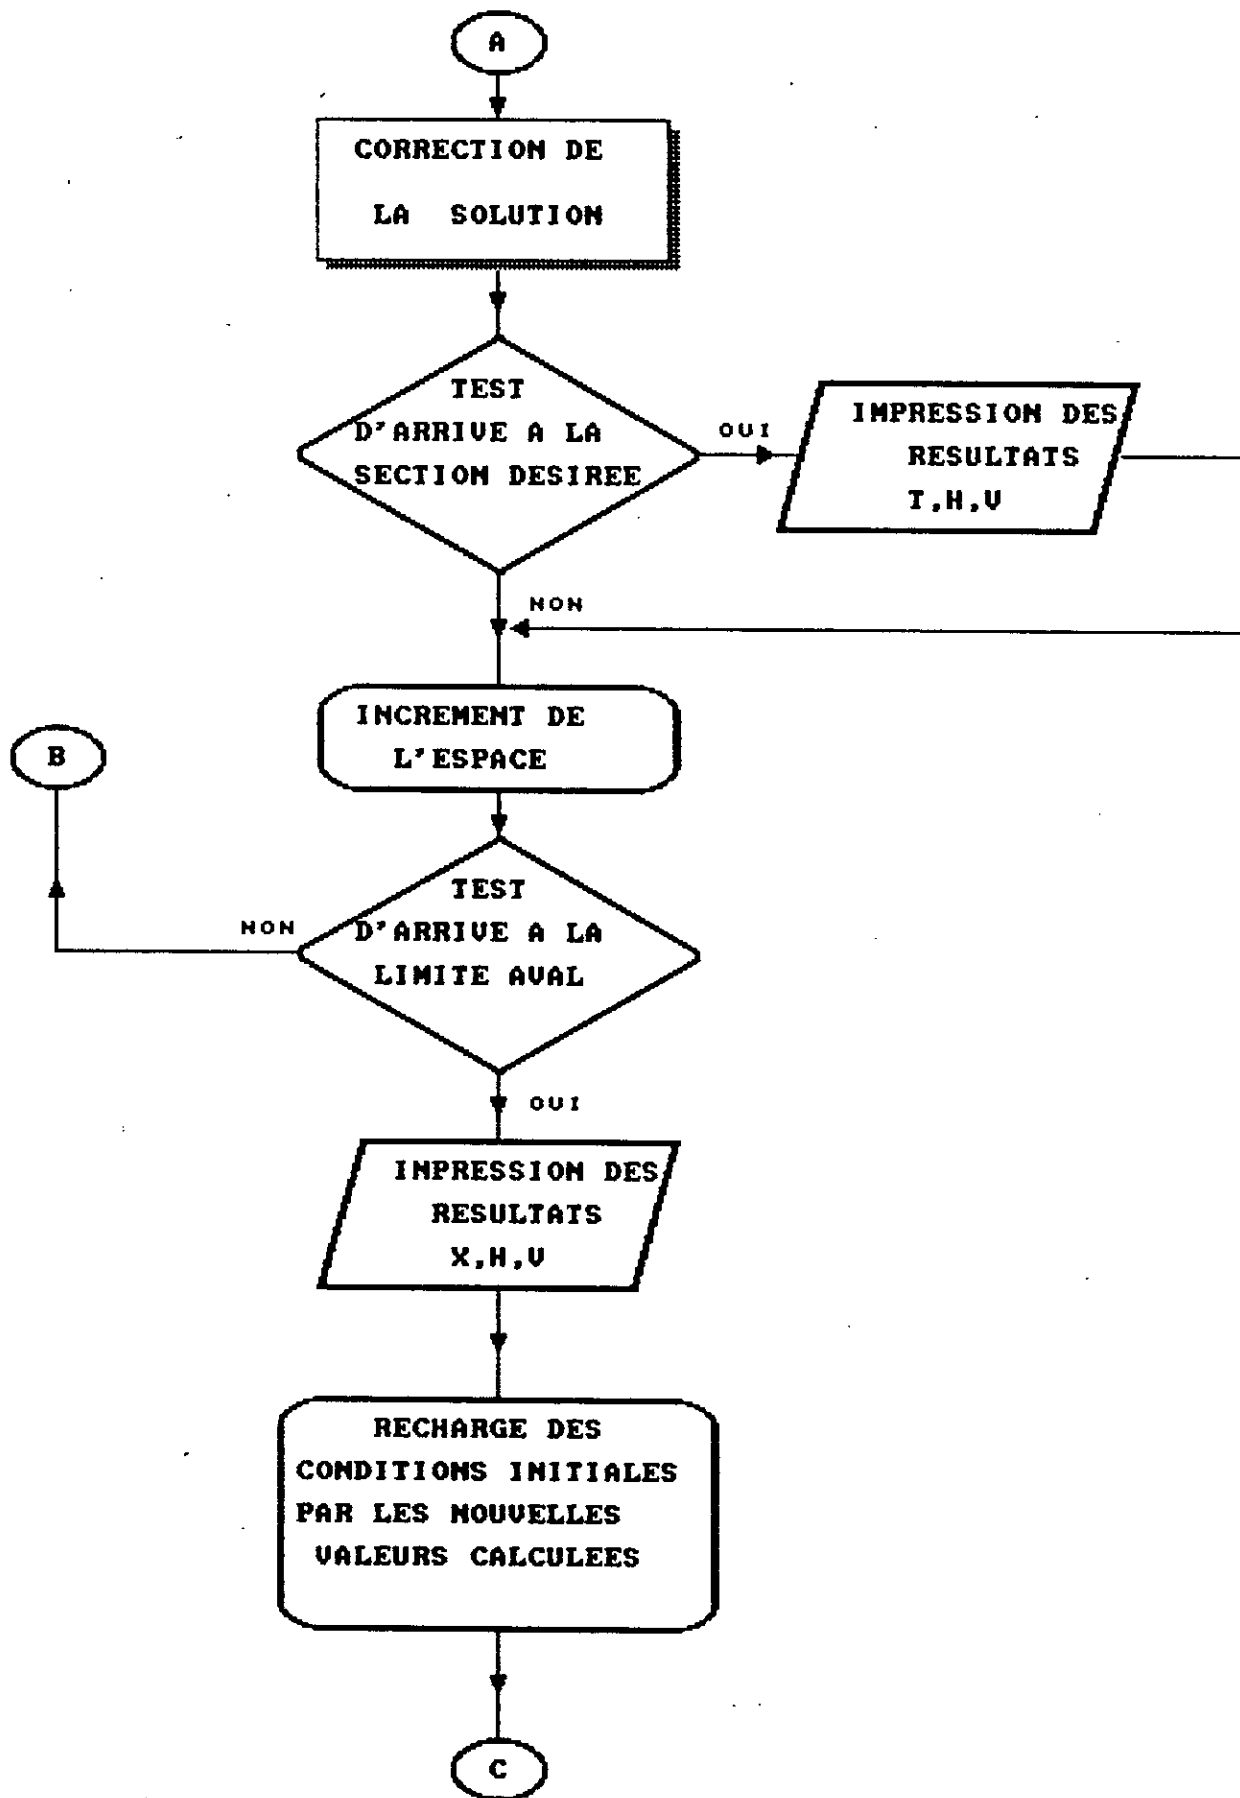 A
CORRECTION DE
LA SOLUTION
TEST
D'ARRIVE A LA
SECTION DESIREE
OUI
IMPRESSION DES
RESULTATS
T,H,V
NON
INCREMENT DE
L'ESPACE
B
TEST
D'ARRIVE A LA
LIMITE AVAL
NON
OUI
INPRESSION DES
RESULTATS
X,H,V
RECHARGE DES
CONDITIONS INITIALES
PAR LES NOUVELLES
VALEURS CALCULEES
C